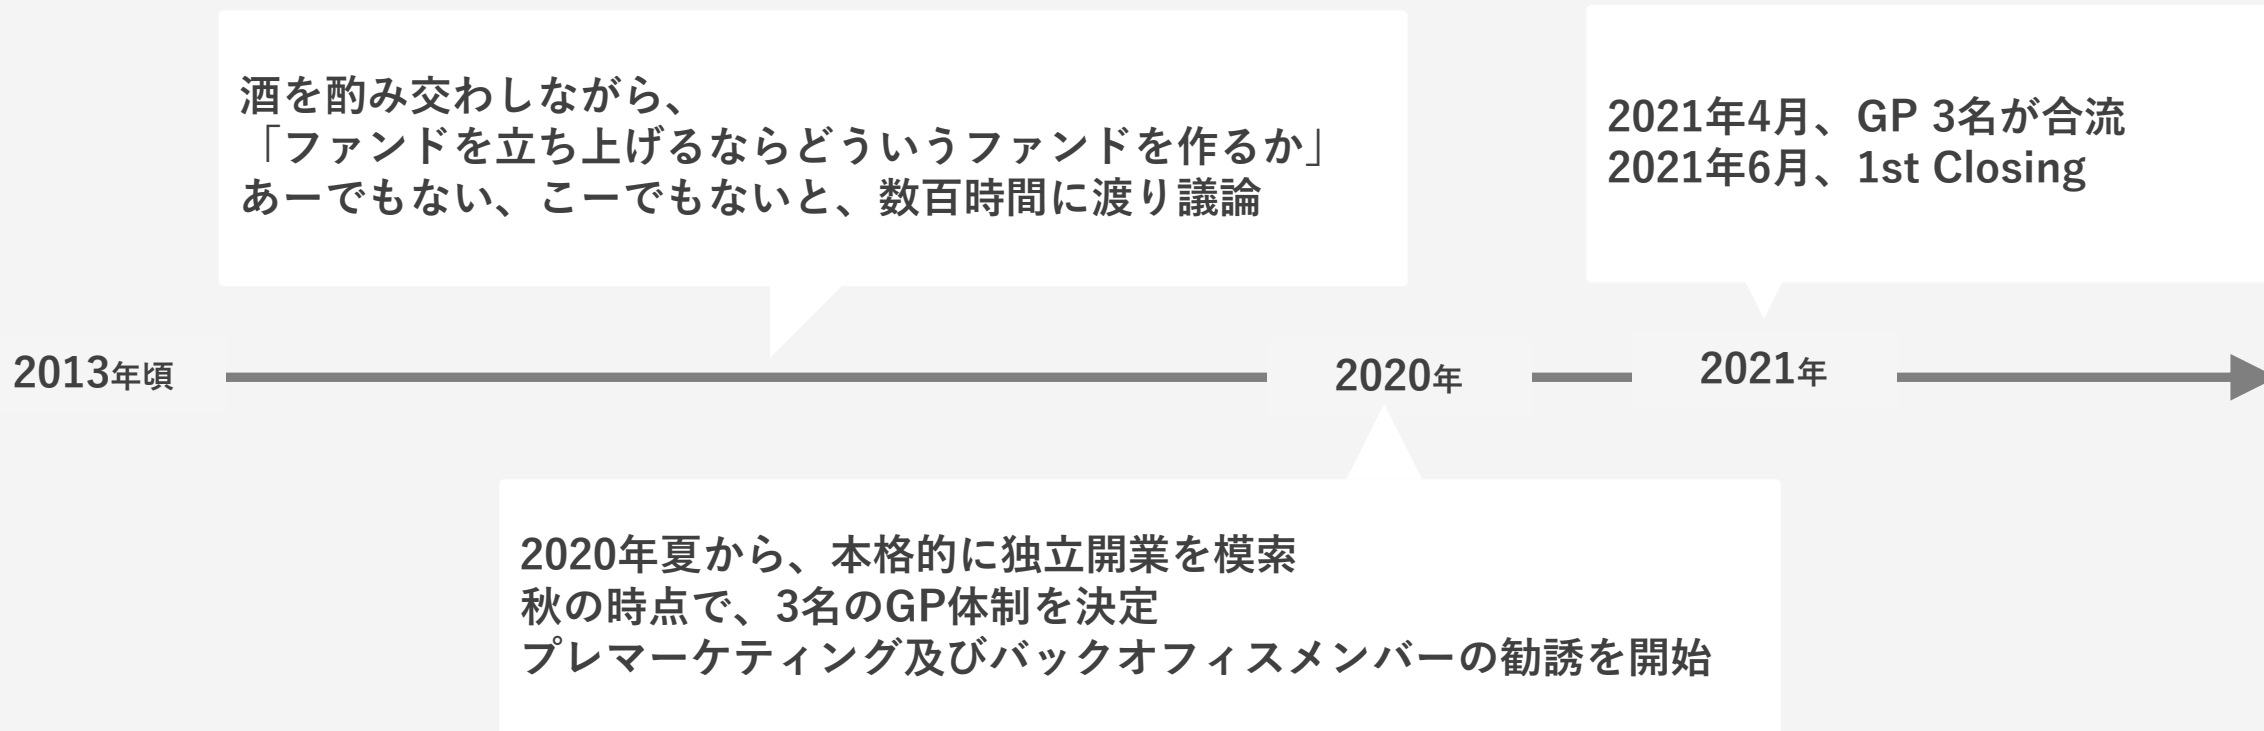 酒を酌み交わしながら、
「ファンドを立ち上げるならどういうファンドを作るか」
あーでもない、こーでもないと、数百時間に渡り議論
2021年4月、GP 3名が合流
2021年6月、1st Closing
2013年頃
2020年
2021年
2020年夏から、本格的に独立開業を模索
秋の時点で、3名のGP体制を決定
プレマーケティング及びバックオフィスメンバーの勧誘を開始